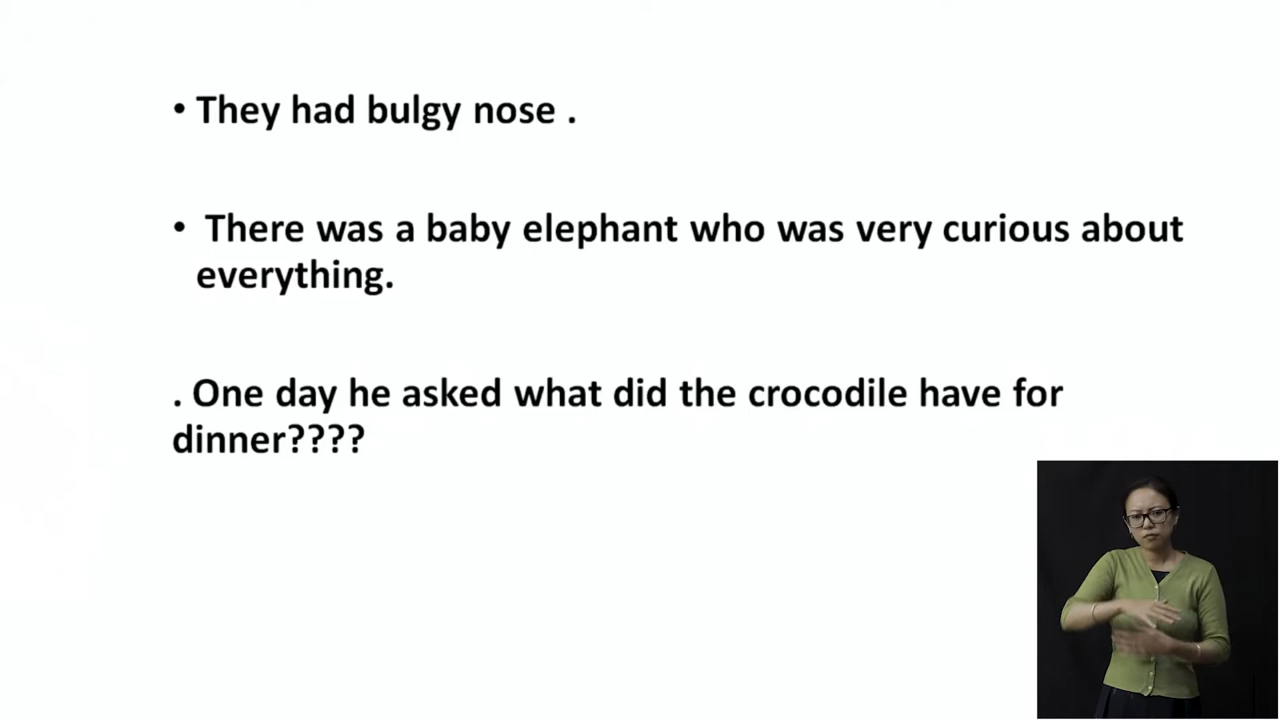 • They had bulgy nose .
• There was a baby elephant who was very curious about
everything.
. One day he asked what did the crocodile have for
dinner????